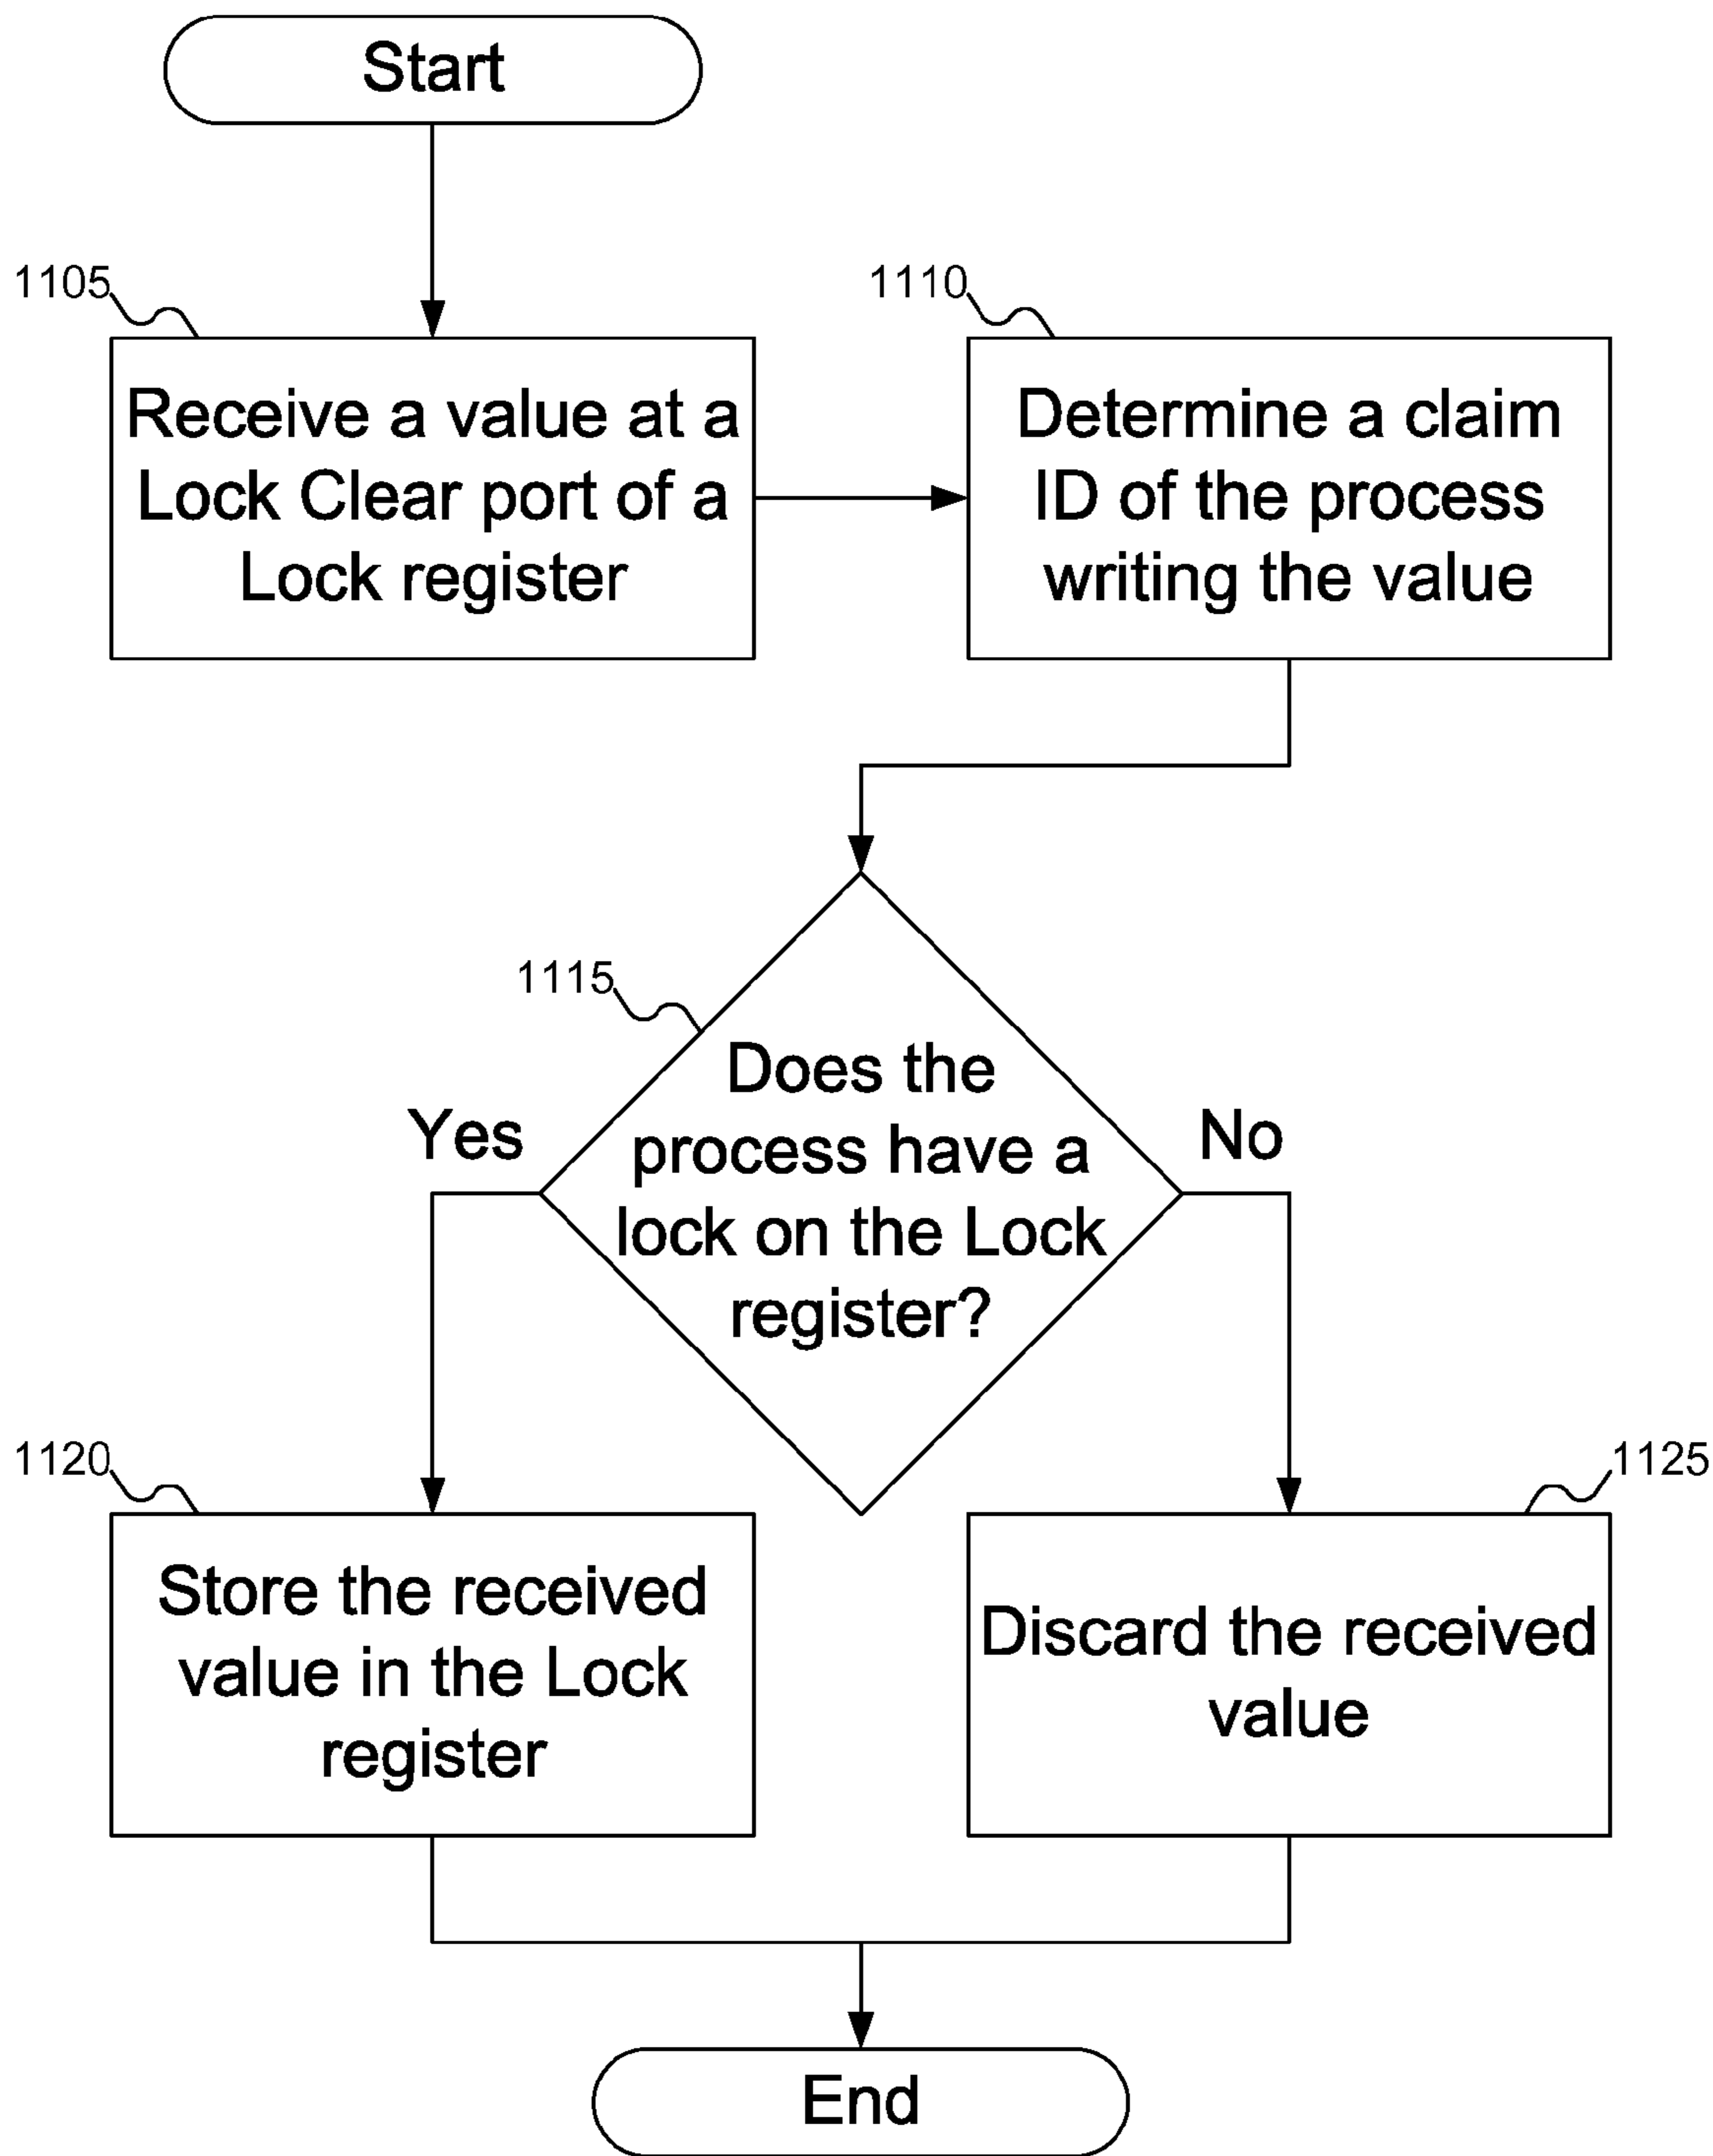 Start
1105
Receive a value at a
Lock Clear port of a
Lock register
1110
Determine a claim
ID of the process
writing the value
1115
Does the
process have a
lock on the Lock
register?
Yes
No
1120
Store the received
value in the Lock
register
1125
Discard the received
value
End